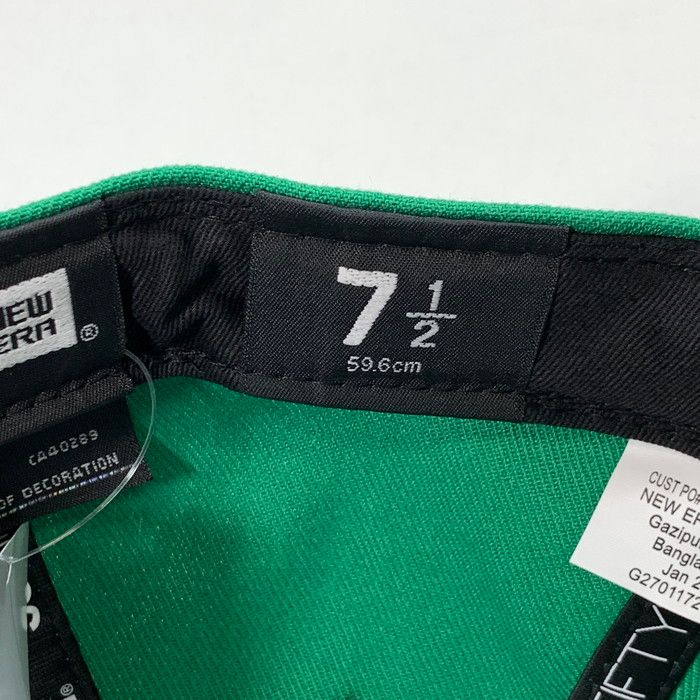 NEW
ERA
®
7 1/2
59.6cm
CA40289
OF DECORATION
CUST PO#
NEW ER
Gazipu
Bangla
Jan 2
G2701172
IFTY
®